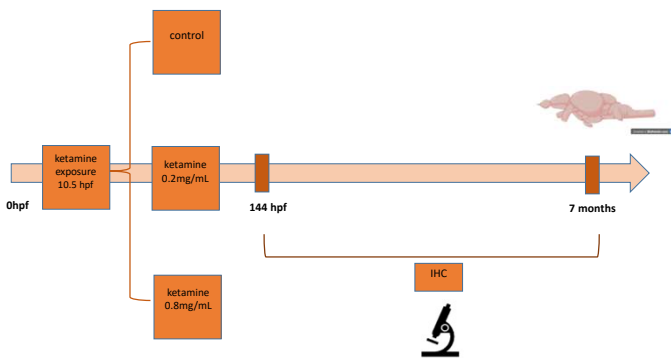 control
ketamine
exposure
10.5 hpf
ketamine
0.2mg/mL
0hpf
144 hpf
7 months
ketamine
0.8mg/mL
IHC